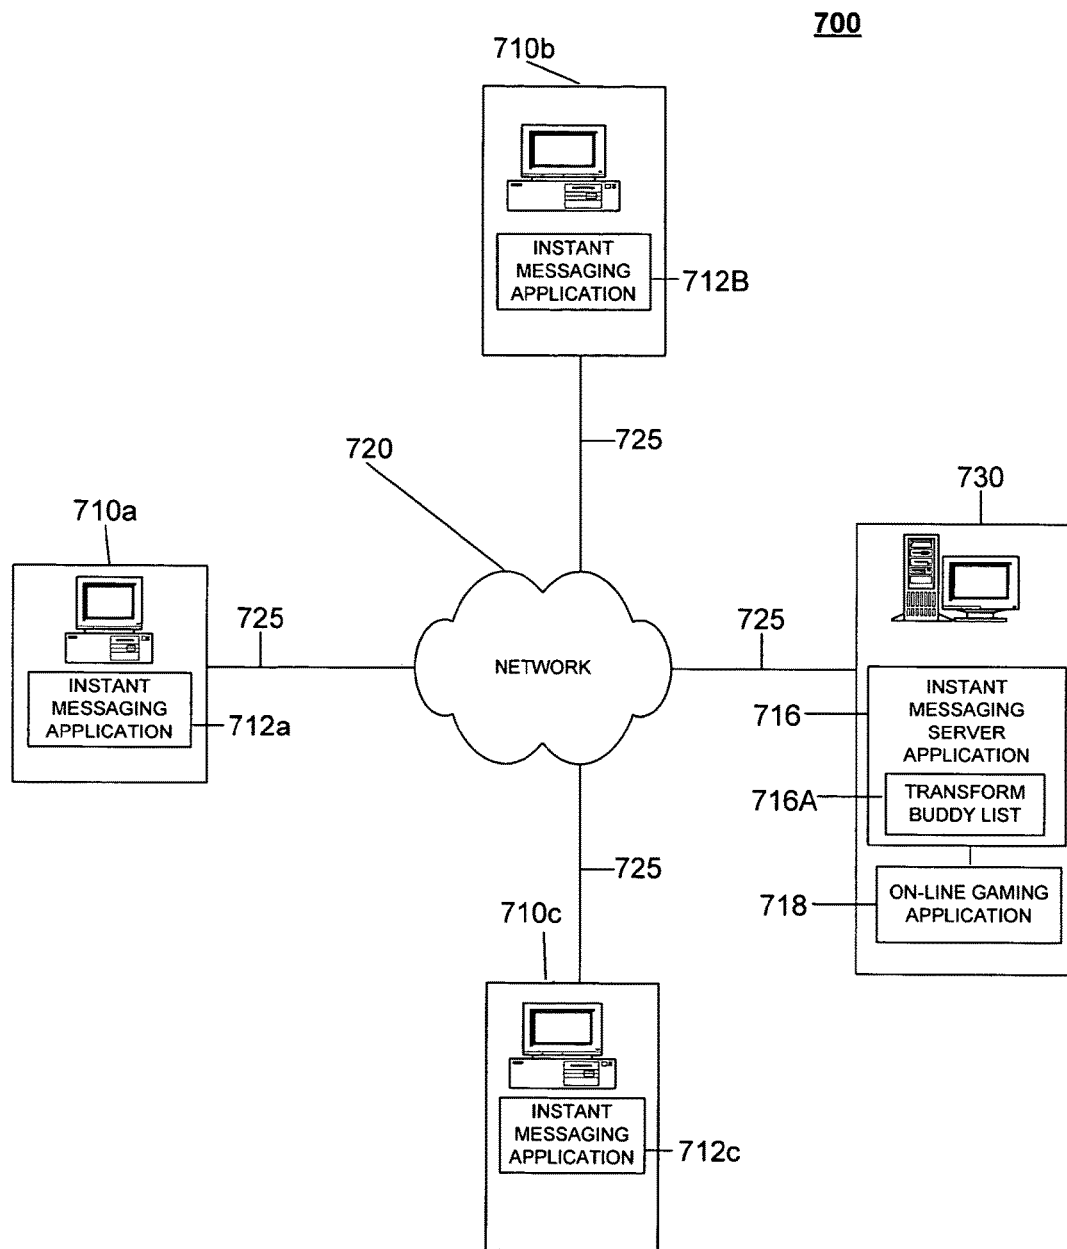 700
710b
INSTANT
MESSAGING
APPLICATION
712B
725
720
730
710a
725
725
NETWORK
INSTANT
MESSAGING
APPLICATION
712a
INSTANT
MESSAGING
SERVER
APPLICATION
716
TRANSFORM
BUDDY LIST
716A
725
ON-LINE GAMING
APPLICATION
718
710c
INSTANT
MESSAGING
APPLICATION
712c